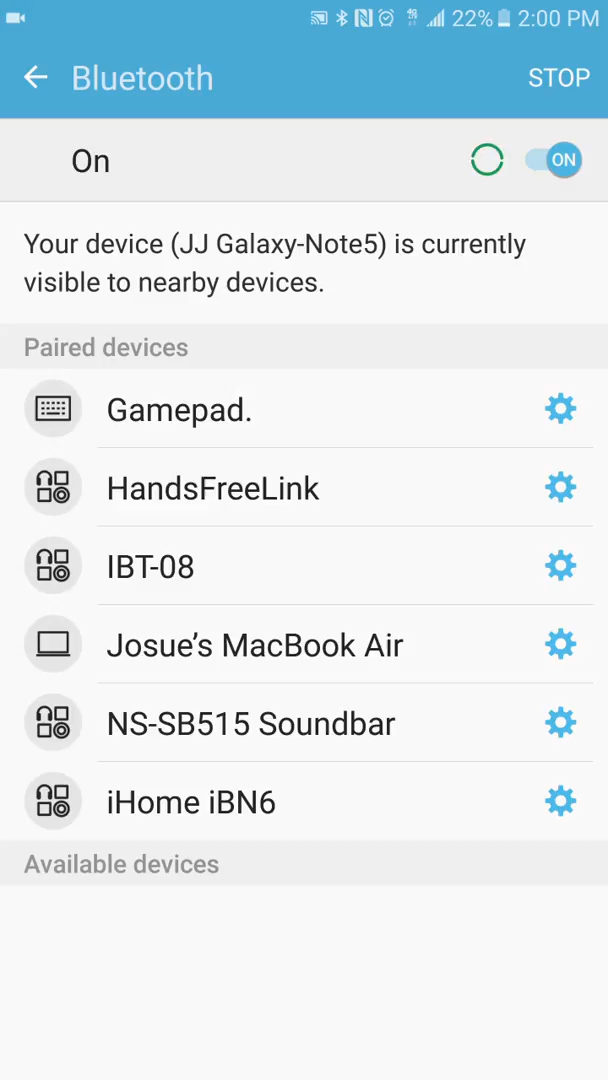 22% 2:00 PM
Bluetooth STOP
On ON
Your device (JJ Galaxy-Note5) is currently
visible to nearby devices.
Paired devices
Gamepad.
HandsFreeLink
IBT-08
Josue’s MacBook Air
NS-SB515 Soundbar
iHome iBN6
Available devices